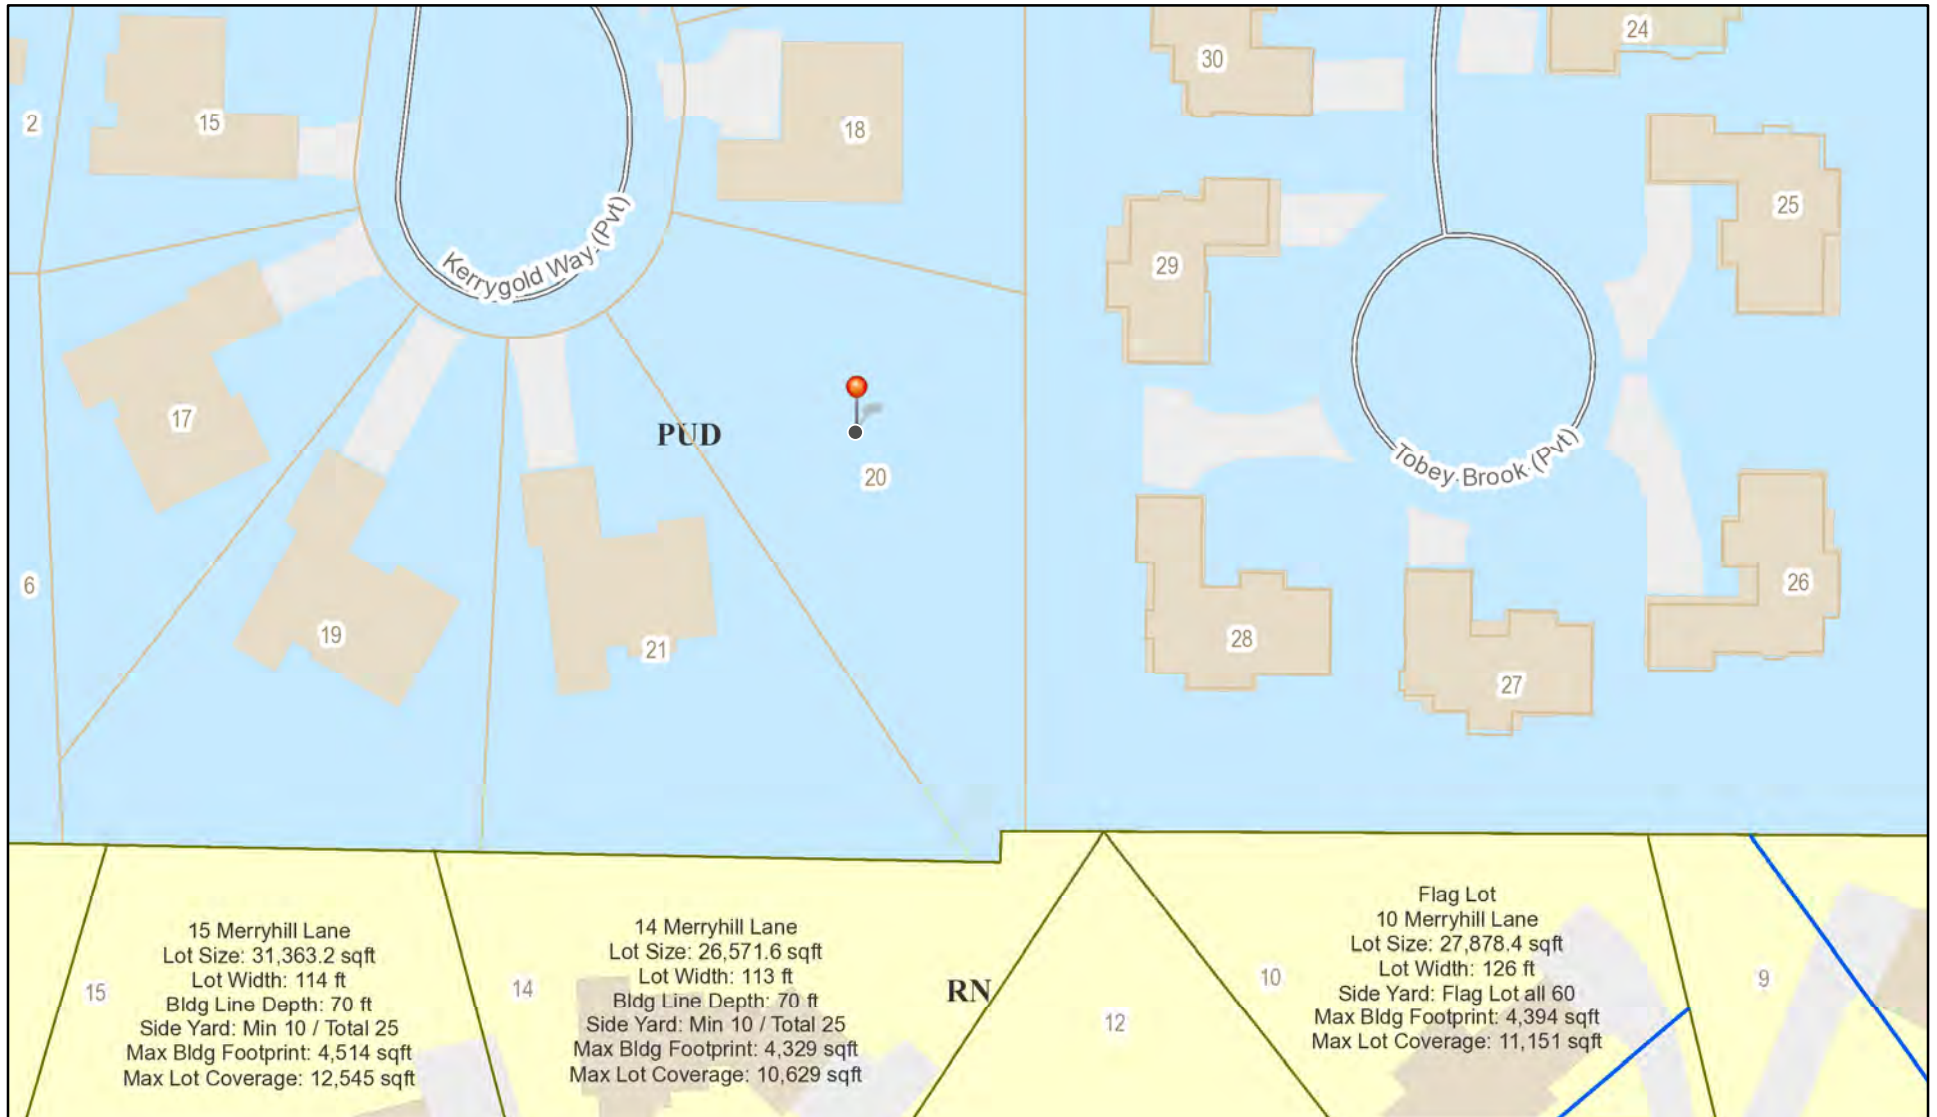 24
30
2
15
18
25
Kerrygold Way (Pvt)
29
17
PUD
Tobey Brook (Pvt)
20
6
26
19
28
21
27
15 Merryhill Lane
Lot Size: 31,363.2 sqft
Lot Width: 114 ft
Bldg Line Depth: 70 ft
Side Yard: Min 10 / Total 25
Max Bldg Footprint: 4,514 sqft
Max Lot Coverage: 12,545 sqft
15
14 Merryhill Lane
Lot Size: 26,571.6 sqft
Lot Width: 113 ft
Bldg Line Depth: 70 ft
Side Yard: Min 10 / Total 25
Max Bldg Footprint: 4,329 sqft
Max Lot Coverage: 10,629 sqft
14
RN
12
Flag Lot
10 Merryhill Lane
Lot Size: 27,878.4 sqft
Lot Width: 126 ft
Side Yard: Flag Lot all 60
Max Bldg Footprint: 4,394 sqft
Max Lot Coverage: 11,151 sqft
10
9